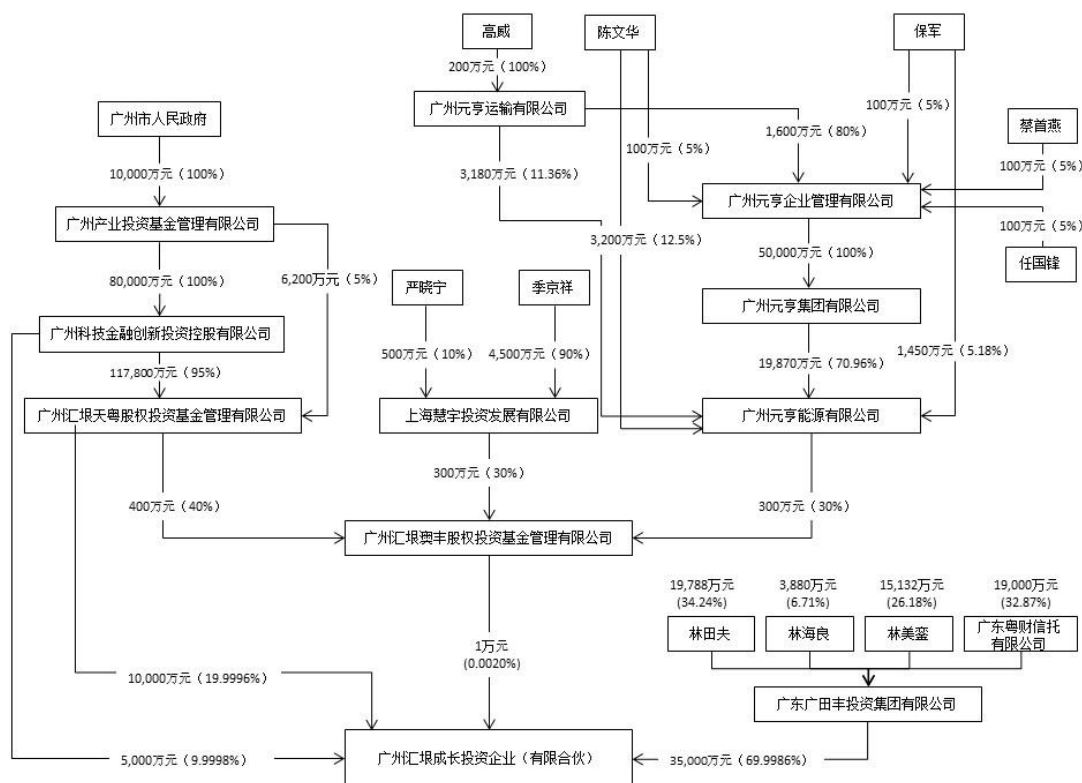 高威
陈文华
保军
200万元（100%）
广州元亨运输有限公司
广州市人民政府
100万元（5%）
1,600万元（80%）
蔡首燕
100万元（5%）
10,000万元（100%）
3,180万元（11.36%）
100万元（5%）
广州产业投资基金管理有限公司
广州元亨企业管理有限公司
100万元（5%）
3,200万元（12.5%）
50,000万元（100%）
任国锋
80,000万元（100%）
6,200万元（5%）
严晓宁
季京祥
广州元亨集团有限公司
广州科技金融创新投资控股有限公司
500万元（10%）
4,500万元（90%）
19,870万元（70.96%）
1,450万元（5.18%）
117,800万元（95%）
广州汇垠天粤股权投资基金管理有限公司
上海慧宇投资发展有限公司
广州元亨能源有限公司
400万元（40%）
300万元（30%）
300万元（30%）
广州汇垠澳丰股权投资基金管理有限公司
19,788万元
(34.24%)
3,880万元
(6.71%)
15,132万元
(26.18%)
19,000万元
(32.87%)
林田夫
林海良
林美銮
广东粤财信托
有限公司
1万元
(0.0020%)
10,000万元（19.9996%）
广东广田丰投资集团有限公司
5,000万元（9.9998%）
广州汇垠成长投资企业（有限合伙）
35,000万元（69.9986%）